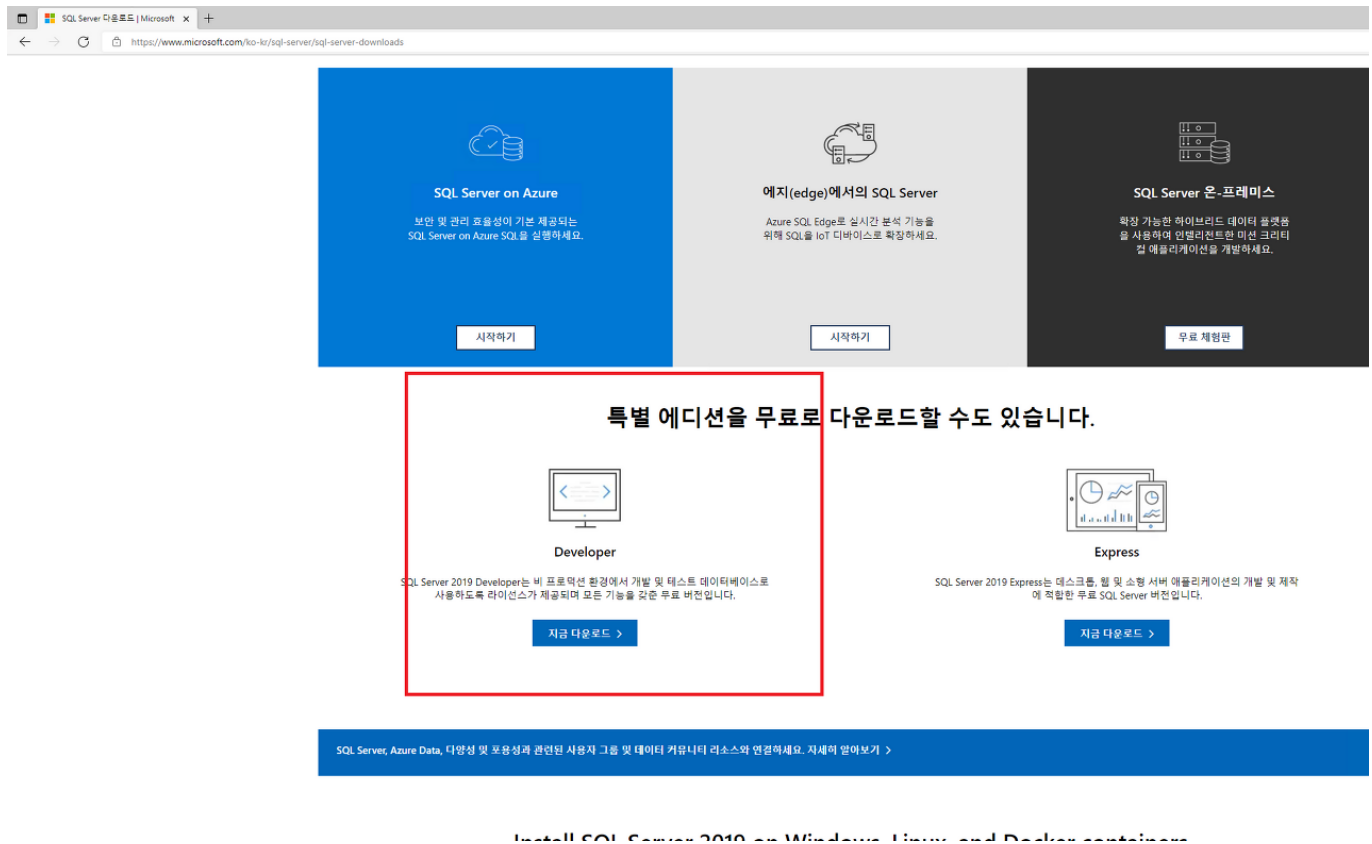 SQL Server 다운로드 | Microsoft
https://www.microsoft.com/ko-kr/sql-server/sql-server-downloads
SQL Server on Azure
보안 및 관리 효율성이 기본 제공되는
SQL Server on Azure SQL을 실행하세요.
시작하기
에지(edge)에서의 SQL Server
Azure SQL Edge로 실시간 분석 기능을
위해 SQL을 IoT 디바이스로 확장하세요.
시작하기
SQL Server 온-프레미스
확장 가능한 하이브리드 데이터 플랫폼
을 사용하여 인텔리전트한 미션 크리티
컬 애플리케이션을 개발하세요.
무료 체험판
특별 에디션을 무료로 다운로드할 수도 있습니다.
Developer
SQL Server 2019 Developer는 비 프로덕션 환경에서 개발 및 테스트 데이터베이스로
사용하도록 라이선스가 제공되며 모든 기능을 갖춘 무료 버전입니다.
지금 다운로드
Express
SQL Server 2019 Express는 데스크톱, 웹 및 소형 서버 애플리케이션의 개발 및 제작
에 적합한 무료 SQL Server 버전입니다.
지금 다운로드
SQL Server, Azure Data, 다양성 및 포용성과 관련된 사용자 그룹 및 데이터 커뮤니티 리소스와 연결하세요. 자세히 알아보기
Install SQL Server 2019 on Windows, Linux, and Docker containers